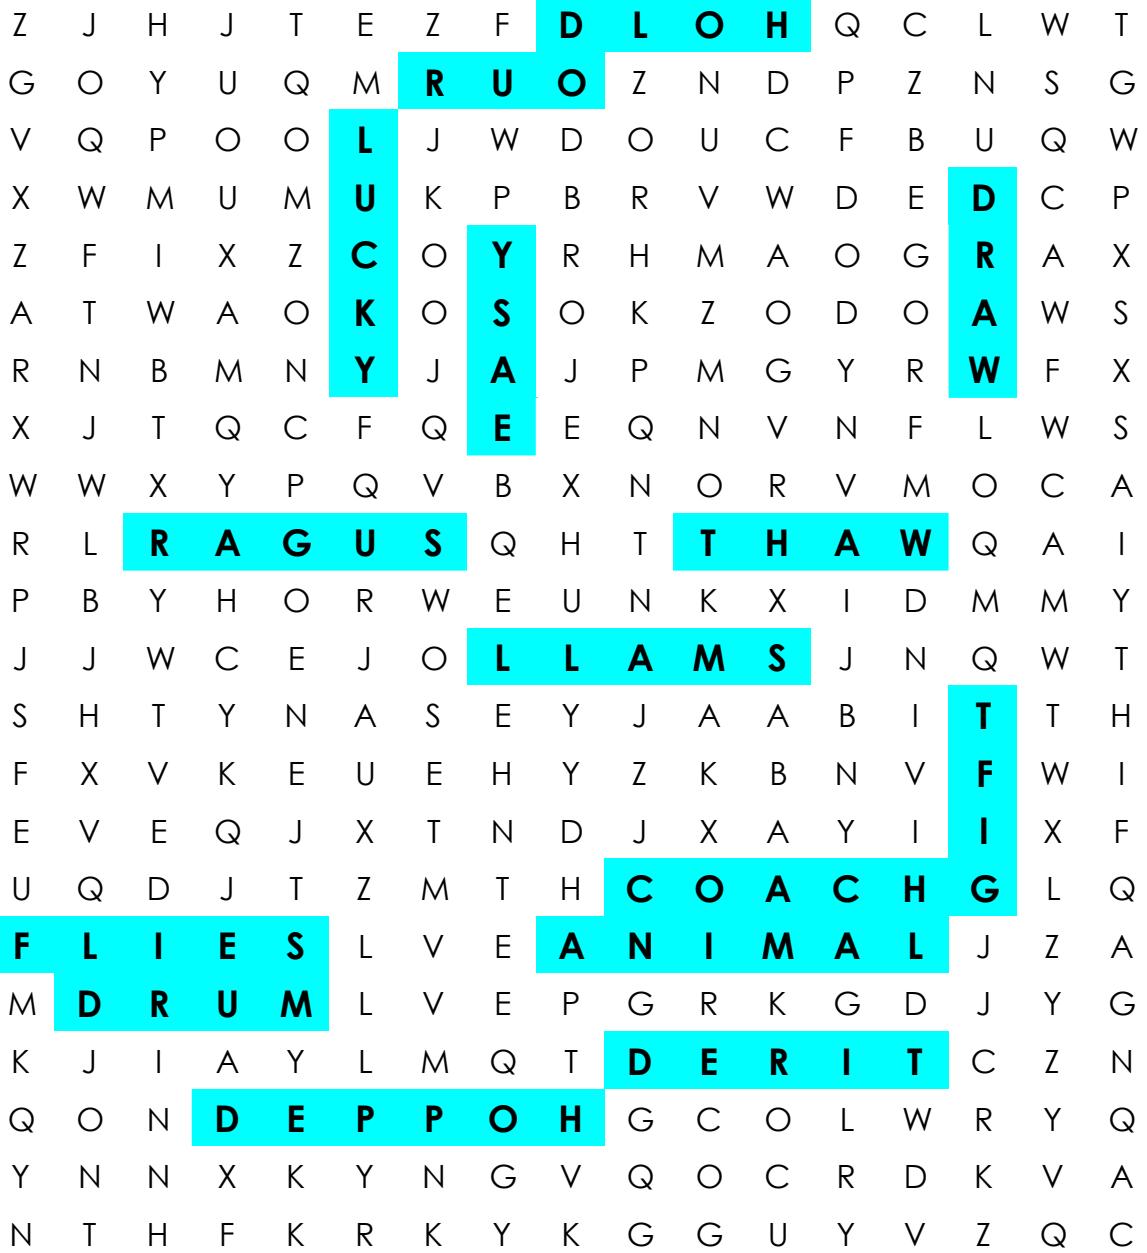 Z J H J T E Z F D L O H Q C L W T
G O Y U Q M R U O Z N D P Z N S G
V Q P O O L J W D O U C F B U Q W
X W M U M U K P B R V W D E D C P
Z F I X Z C O Y R H M A O G R A X
A T W A O K O S O K Z O D O A W S
R N B M N Y J A J P M G Y R W F X
X J T Q C F Q E E Q N V N F L W S
W W X Y P Q V B X N O R V M O C A
R L R A G U S Q H T T H A W Q A I
P B Y H O R W E U N K X I D M M Y
J J W C E J O L L A M S J N Q W T
S H T Y N A S E Y J A A B I T T H
F X V K E U E H Y Z K B N V F W I
E V E Q J X T N D J X A Y I I X F
U Q D J T Z M T H C O A C H G L Q
F L I E S L V E A N I M A L J Z A
M D R U M L V E P G R K G D J Y G
K J I A Y L M Q T D E R I T C Z N
Q O N D E P P O H G C O L W R Y Q
Y N N X K Y N G V Q O C R D K V A
N T H F K R K Y K G G U Y V Z Q C